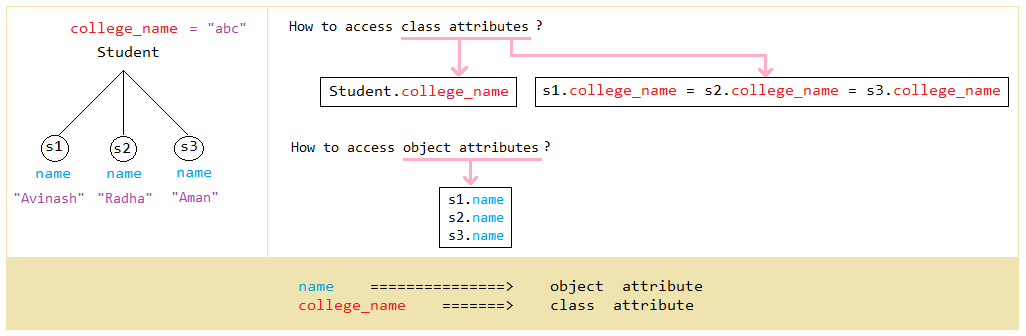 college_name = "abc"
Student
s1 s2 s3
name name name
"Avinash" "Radha" "Aman"
How to access class attributes ?
Student.college_name
s1.college_name = s2.college_name = s3.college_name
How to access object attributes ?
s1.name
s2.name
s3.name
name ===============> object attribute
college_name =======> class attribute